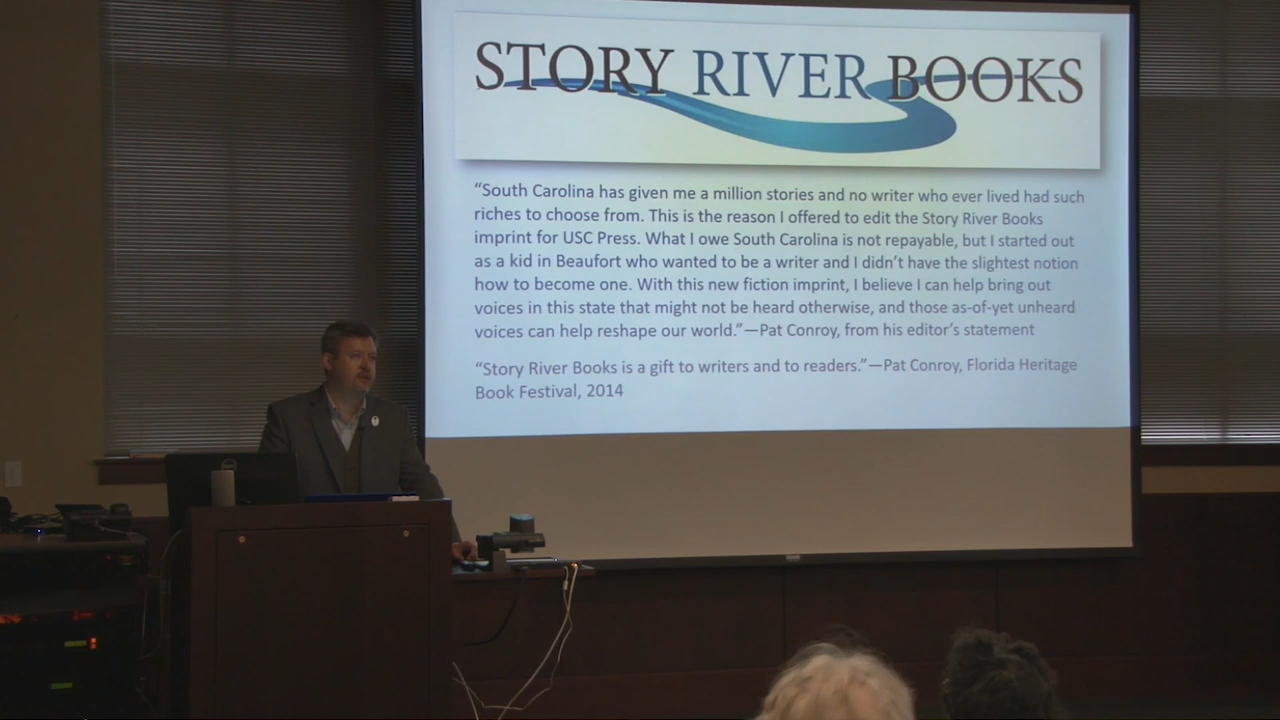 STORY RIVER BOOKS
“South Carolina has given me a million stories and no writer who ever lived had such
riches to choose from. This is the reason I offered to edit the Story River Books
imprint for USC Press. What I owe South Carolina is not repayable, but I started out
as a kid in Beaufort who wanted to be a writer and I didn’t have the slightest notion
how to become one. With this new fiction imprint, I believe I can help bring out
voices in this state that might not be heard otherwise, and those as-of-yet unheard
voices can help reshape our world.”—Pat Conroy, from his editor’s statement
“Story River Books is a gift to writers and to readers.”—Pat Conroy, Florida Heritage
Book Festival, 2014